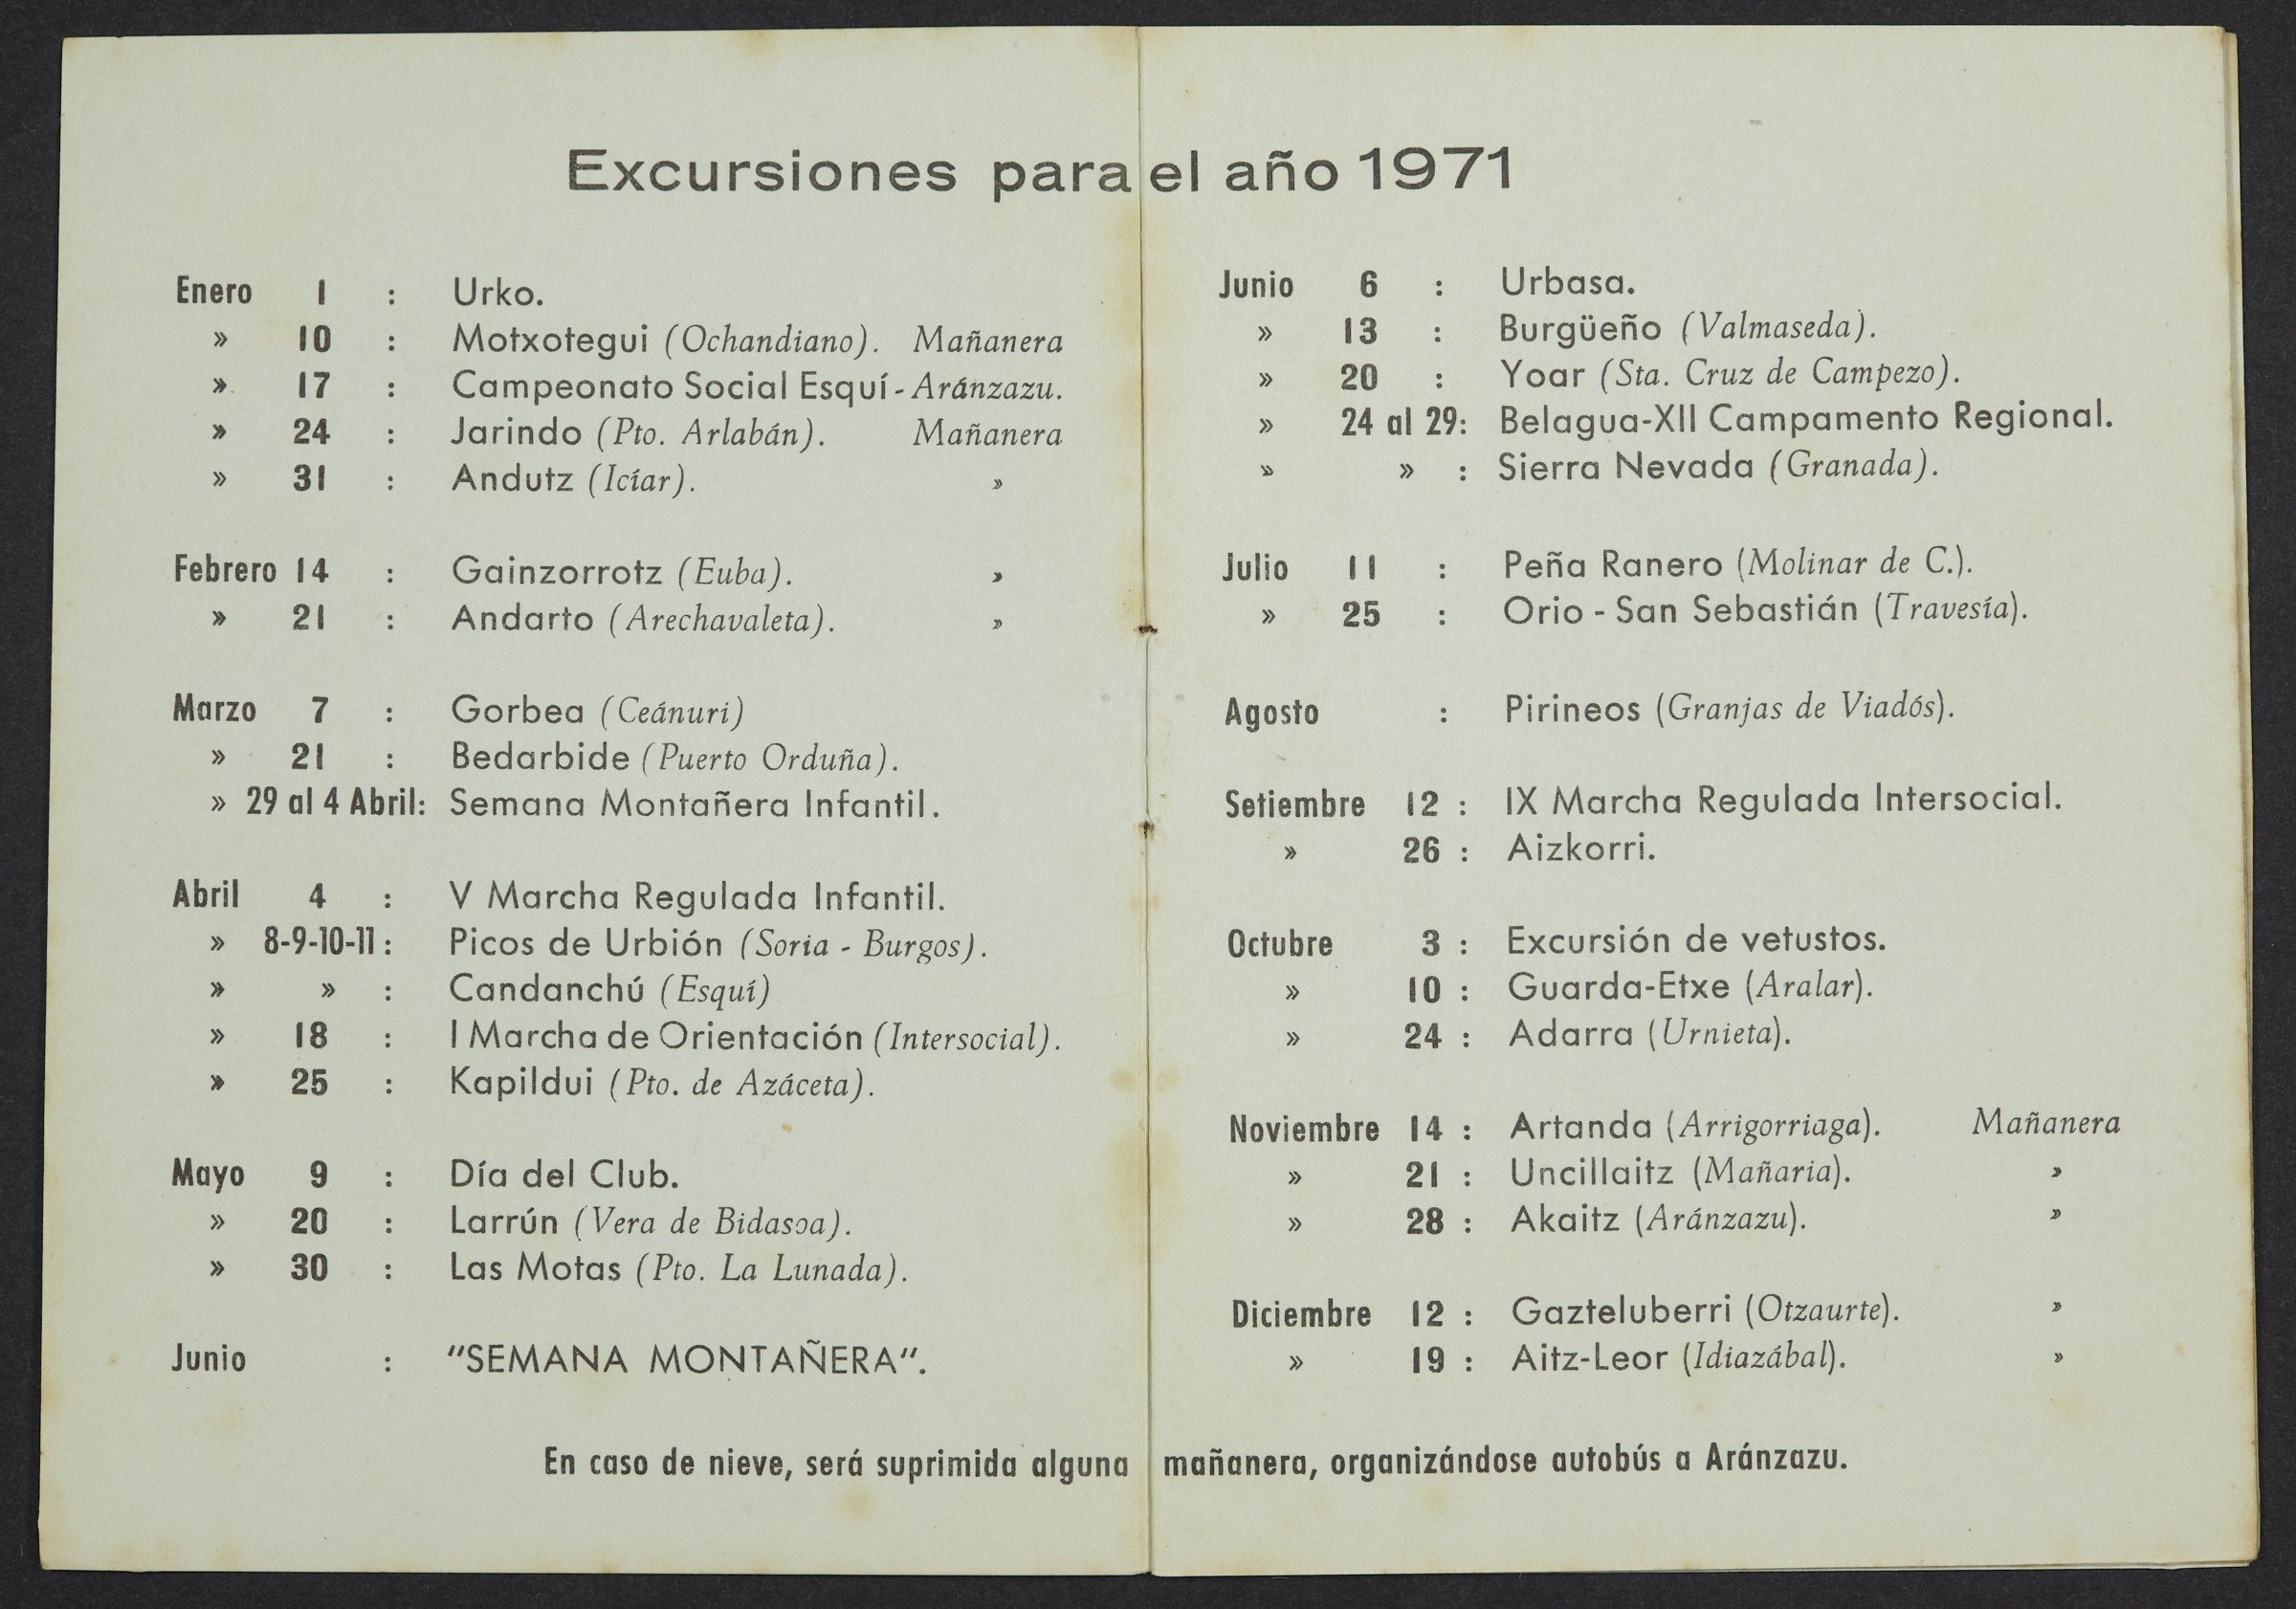 Excursiones para el año 1971
Enero 1 : Urko.
» 10 : Motxotegui (Ochandiano). Mañanera
» 17 : Campeonato Social Esquí - Aránzazu.
» 24 : Jarindo (Pto. Arlabán). Mañanera
» 31 : Andutz (Icíar). »
Febrero 14 : Gainzorrotz (Euba). »
» 21 : Andarto (Arechavaleta). »
Marzo 7 : Gorbea (Ceánuri)
» 21 : Bedarbide (Puerto Orduña).
» 29 al 4 Abril: Semana Montañera Infantil.
Abril 4 : V Marcha Regulada Infantil.
» 8-9-10-11 : Picos de Urbión (Soria - Burgos).
» » : Candanchú (Esquí)
» 18 : I Marcha de Orientación (Intersocial).
» 25 : Kapildui (Pto. de Azáceta).
Mayo 9 : Día del Club.
» 20 : Larrún (Vera de Bidasoa).
» 30 : Las Motas (Pto. La Lunada).
Junio : "SEMANA MONTAÑERA".
Junio 6 : Urbasa.
» 13 : Burgüeño (Valmaseda).
» 20 : Yoar (Sta. Cruz de Campezo).
» 24 al 29: Belagua-XII Campamento Regional.
» » : Sierra Nevada (Granada).
Julio 11 : Peña Ranero (Molinar de C.).
» 25 : Orio - San Sebastián (Travesía).
Agosto : Pirineos (Granjas de Viadós).
Setiembre 12 : IX Marcha Regulada Intersocial.
» 26 : Aizkorri.
Octubre 3 : Excursión de vetustos.
» 10 : Guarda-Etxe (Aralar).
» 24 : Adarra (Urnieta).
Noviembre 14 : Artanda (Arrigorriaga). Mañanera
» 21 : Uncillaitz (Mañaria). »
» 28 : Akaitz (Aránzazu). »
Diciembre 12 : Gazteluberri (Otzaurte). »
» 19 : Aitz-Leor (Idiazábal). »
En caso de nieve, será suprimida alguna mañanera, organizándose autobús a Aránzazu.